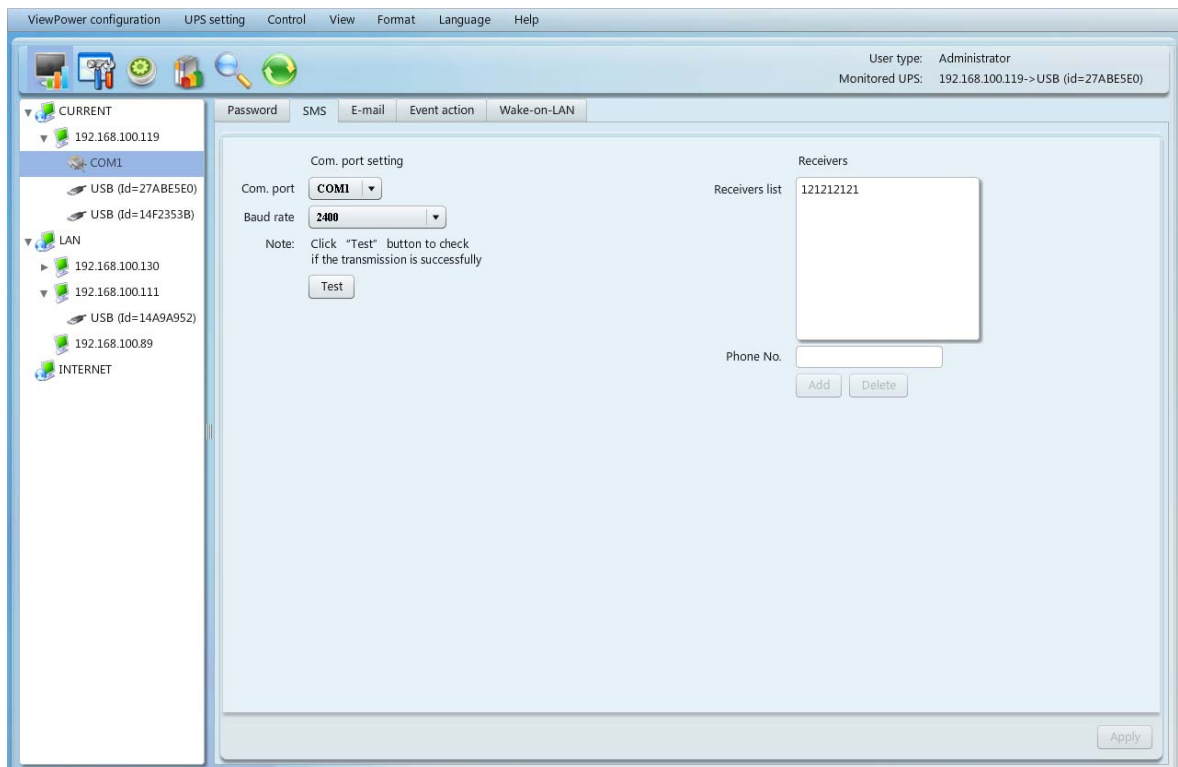 ViewPower configuration UPS setting Control View Format Language Help
User type: Administrator
Monitored UPS: 192.168.100.119->USB (id=27ABE5E0)
CURRENT
192.168.100.119
COM1
USB (Id=27ABE5E0)
USB (Id=14F2353B)
LAN
192.168.100.130
192.168.100.111
USB (Id=14A9A952)
192.168.100.89
INTERNET
Password SMS E-mail Event action Wake-on-LAN
Com. port setting
Com. port COM1
Baud rate 2400
Note: Click “Test” button to check
if the transmission is successfully
Test
Receivers
Receivers list 121212121
Phone No.
Add Delete
Apply